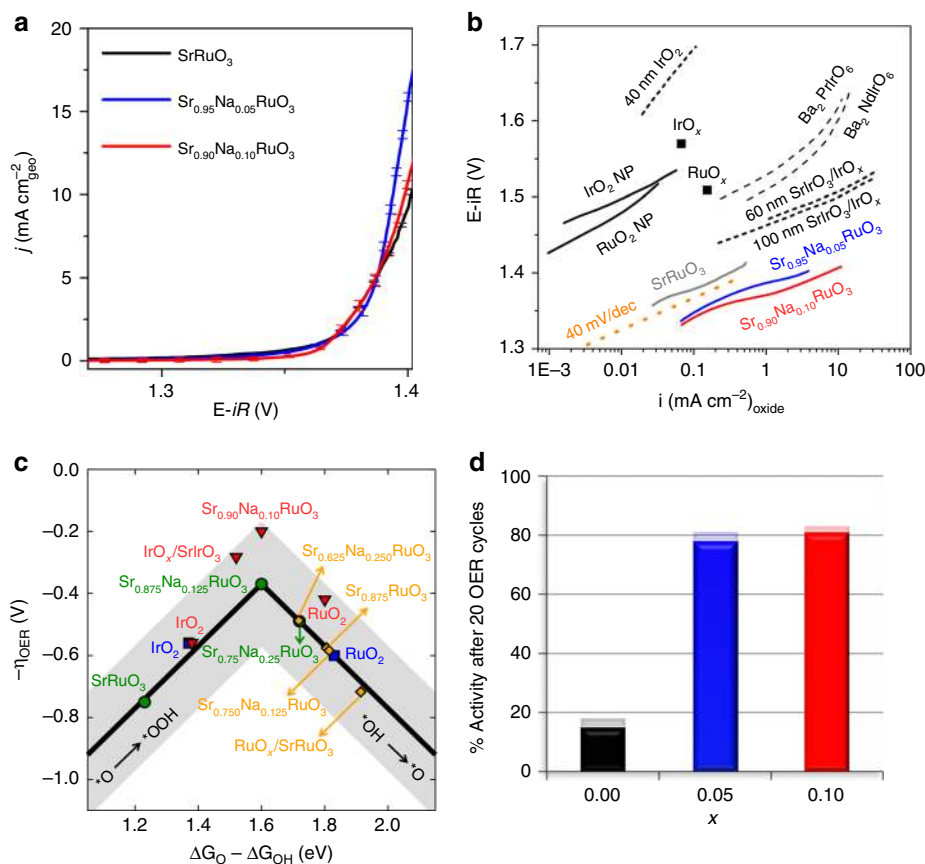 a
20
15
10
5
0
j (mA cm⁻²geo)
SrRuO₃
Sr₀.₉₅Na₀.₀₅RuO₃
Sr₀.₉₀Na₀.₁₀RuO₃
1.3
1.4
E-iR (V)
b
1.7
1.6
1.5
1.4
1.3
E-iR (V)
40 nm IrO₂
IrOₓ
RuOₓ
IrO₂ NP
RuO₂ NP
Ba₂ PrIrO₆
Ba₂ NdIrO₆
60 nm SrIrO₃/IrOₓ
100 nm SrIrO₃/IrOₓ
SrRuO₃
Sr₀.₉₅Na₀.₀₅RuO₃
Sr₀.₉₀Na₀.₁₀RuO₃
40 mV/dec
1E−3
0.01
0.1
1
10
100
i (mA cm⁻²)oxide
c
0.0
−0.2
−0.4
−0.6
−0.8
−1.0
−ηOER (V)
Sr₀.₉₀Na₀.₁₀RuO₃
IrOₓ/SrIrO₃
Sr₀.₆₂₅Na₀.₂₅₀RuO₃
Sr₀.₈₇₅Na₀.₁₂₅RuO₃
Sr₀.₈₇₅RuO₃
RuO₂
IrO₂
IrO₂
Sr₀.₇₅Na₀.₂₅RuO₃
RuO₂
SrRuO₃
Sr₀.₇₅₀Na₀.₁₂₅RuO₃
RuOₓ/SrRuO₃
*O → *OOH
*OH → *O
1.2
1.4
1.6
1.8
2.0
ΔGO − ΔGOH (eV)
d
100
80
60
40
20
0
% Activity after 20 OER cycles
0.00
0.05
0.10
x